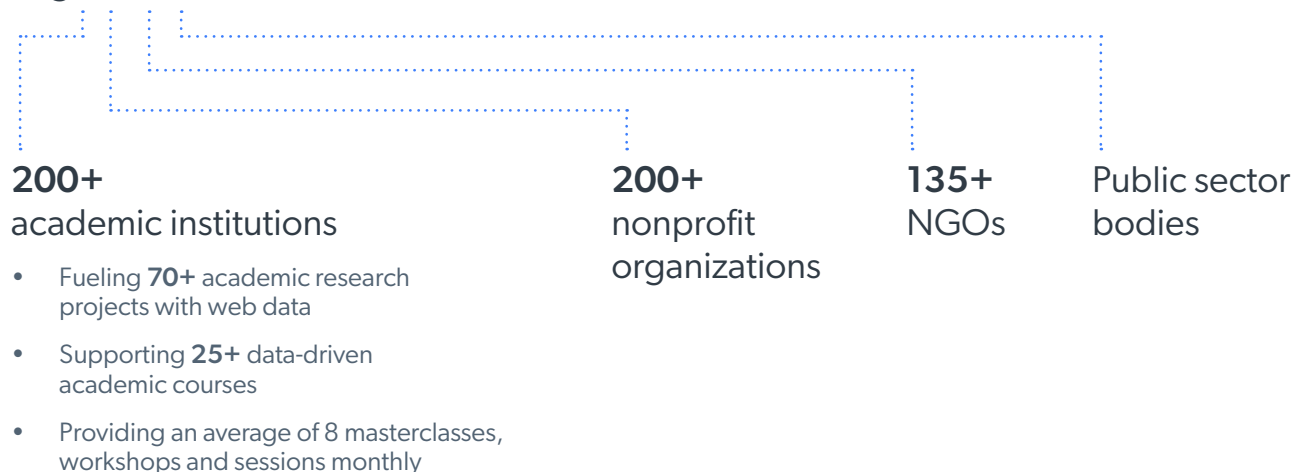 200+
academic institutions
• Fueling 70+ academic research
projects with web data
• Supporting 25+ data-driven
academic courses
• Providing an average of 8 masterclasses,
workshops and sessions monthly
200+
nonprofit
organizations
135+
NGOs
Public sector
bodies